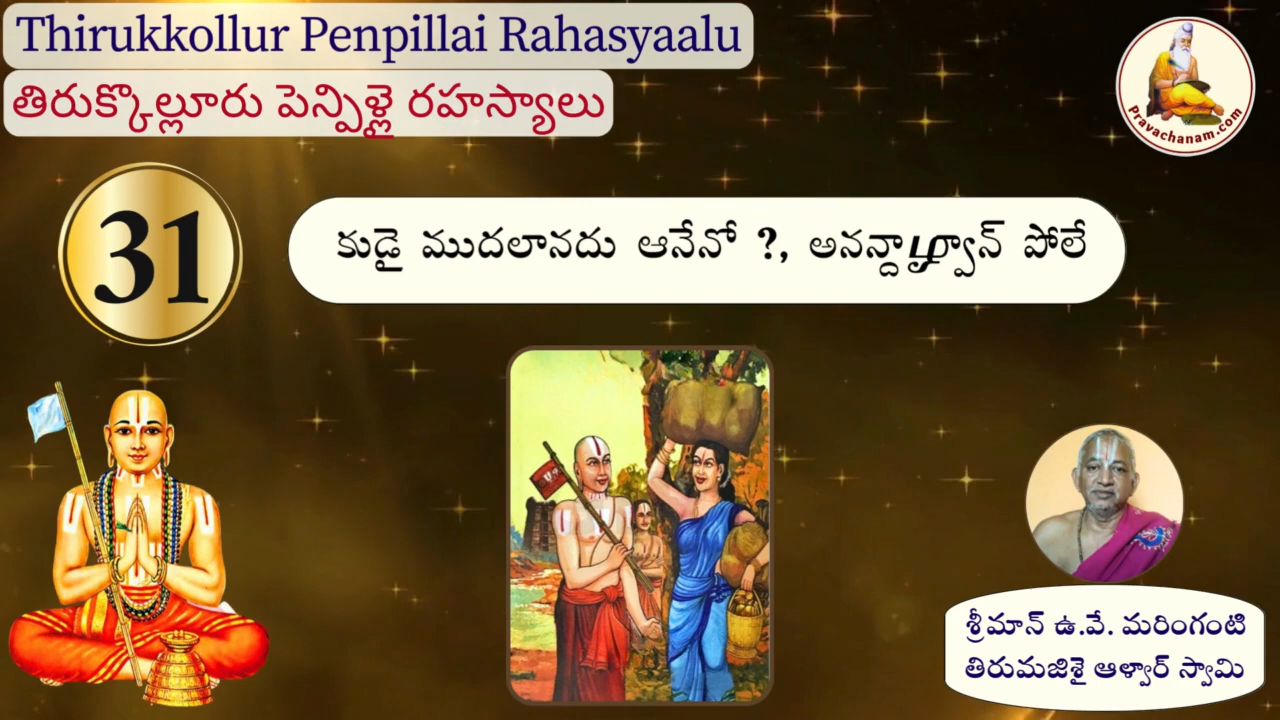 Thirukkollur Penpillai Rahasyaalu
తిరుక్కొల్లూరు పెన్పిళ్లై రహస్యాలు
Pravachanam.com
31
కుడై ముదలానదు ఆనేనో ?, అనన్దాழ்వాన్ పోలే
శ్రీమాన్ ఉ.వే. మరింగంటి
తిరుమజిశై ఆళ్వార్ స్వామి